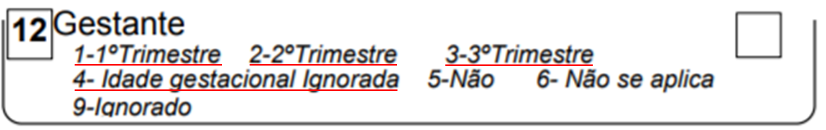 12 Gestante
1-1ºTrimestre 2-2ºTrimestre 3-3ºTrimestre
4- Idade gestacional Ignorada 5-Não 6- Não se aplica
9-Ignorado